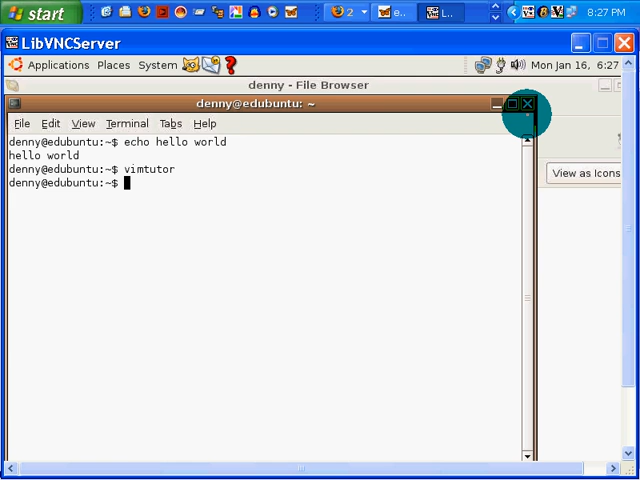 start
2
e..
L..
8:27 PM
LibVNCServer
Applications Places System
Mon Jan 16, 6:27
denny - File Browser
denny@edubuntu: ~
File Edit View Terminal Tabs Help
denny@edubuntu:~$ echo hello world
hello world
denny@edubuntu:~$ vimtutor
denny@edubuntu:~$
View as Icons